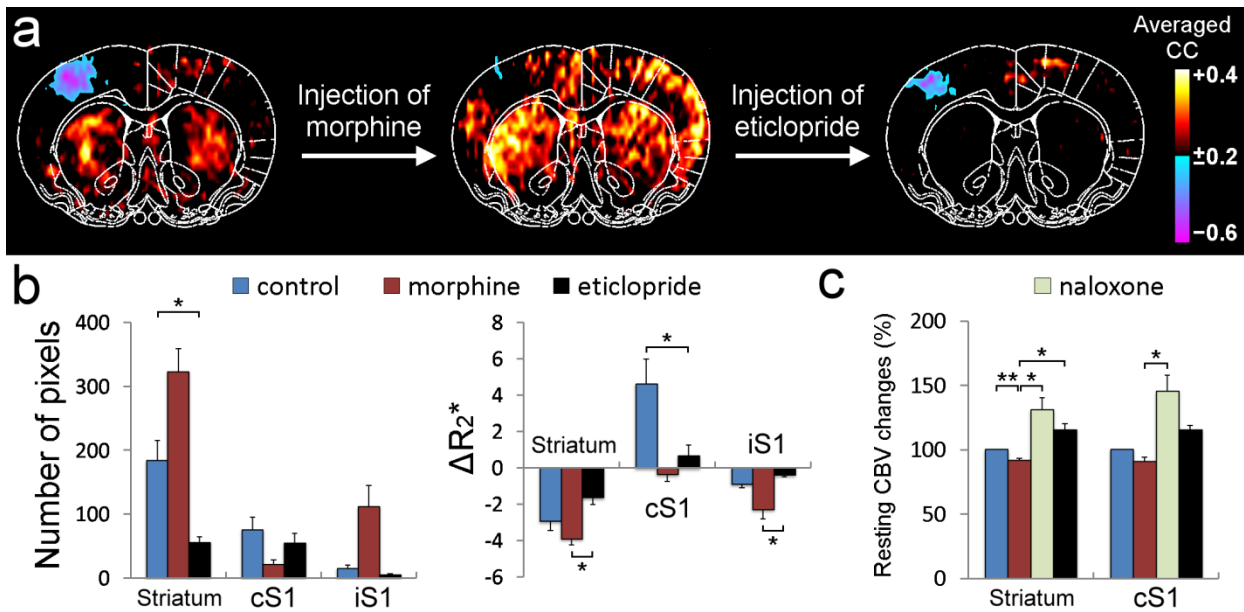 a
Injection of
morphine
Injection of
eticlopride
Averaged
CC
+0.4
±0.2
−0.6
b
control
morphine
eticlopride
c
naloxone
Number of pixels
400
300
200
100
0
*
Striatum
cS1
iS1
ΔR2*
8
6
4
2
0
-2
-4
-6
*
Striatum
iS1
cS1
*
*
Resting CBV changes (%)
200
150
100
50
0
*
** *
*
Striatum
cS1